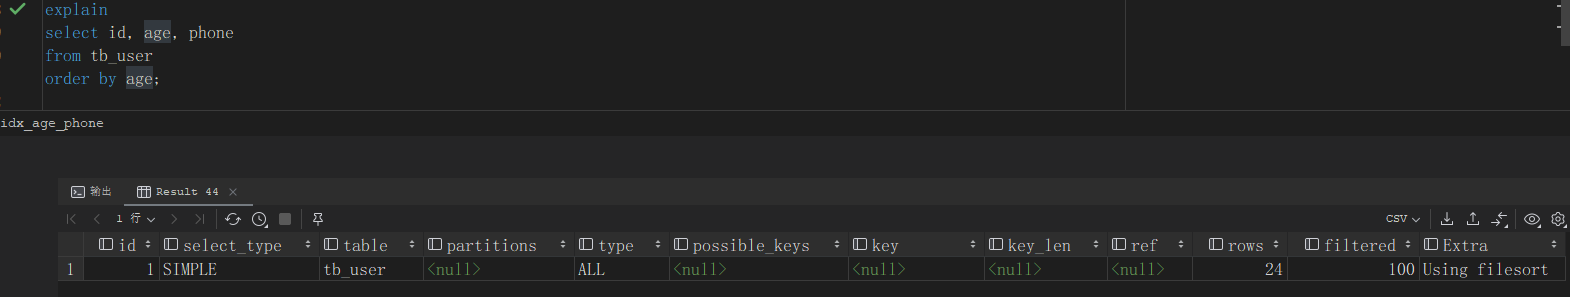 explain
select id, age, phone
from tb_user
order by age;
idx_age_phone
输出 Result 44
1 行 CSV
id select_type table partitions type possible_keys key key_len ref rows filtered Extra
1 1 SIMPLE tb_user <null> ALL <null> <null> <null> <null> 24 100 Using filesort